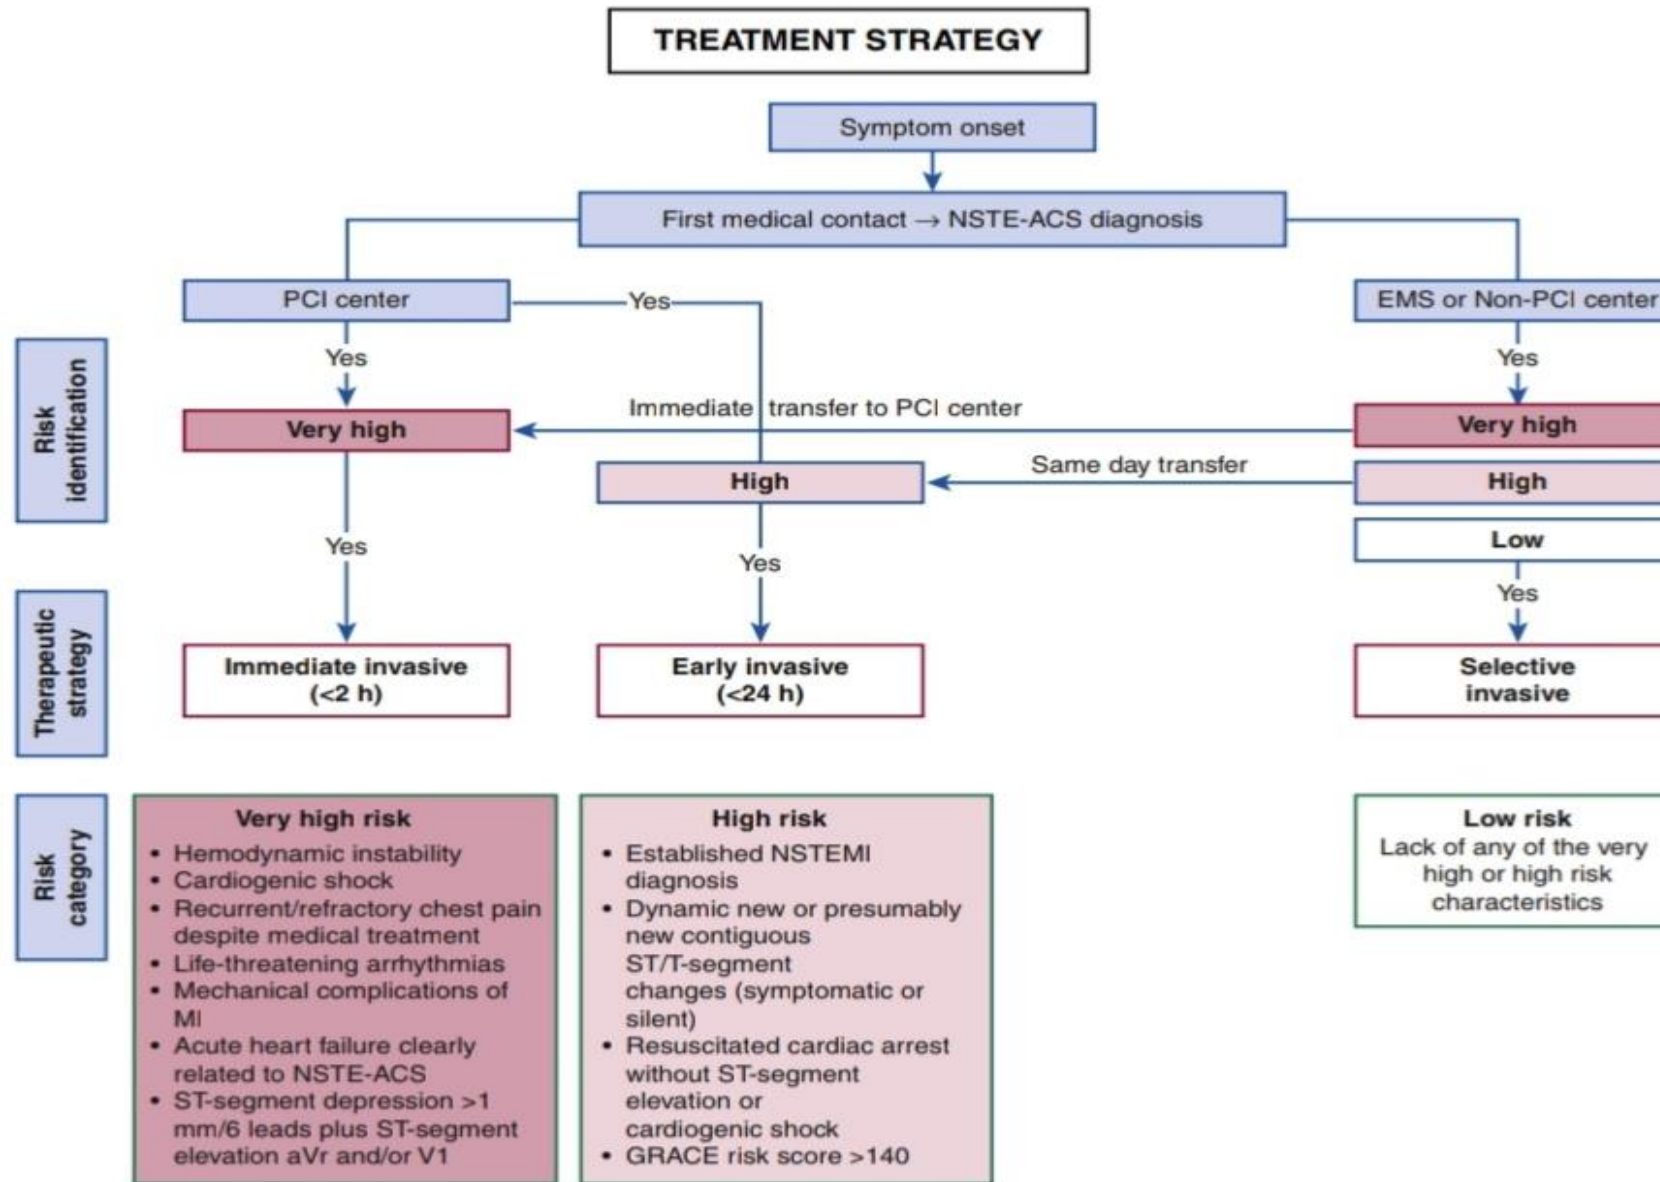 TREATMENT STRATEGY
Symptom onset
First medical contact → NSTE-ACS diagnosis
PCI center
Yes
EMS or Non-PCI center
Risk
identification
Yes
Yes
Immediate transfer to PCI center
Very high
Very high
Same day transfer
High
High
Low
Yes
Yes
Yes
Therapeutic
strategy
Immediate invasive
(<2 h)
Early invasive
(<24 h)
Selective
invasive
Risk
category
Very high risk
• Hemodynamic instability
• Cardiogenic shock
• Recurrent/refractory chest pain
despite medical treatment
• Life-threatening arrhythmias
• Mechanical complications of
MI
• Acute heart failure clearly
related to NSTE-ACS
• ST-segment depression >1
mm/6 leads plus ST-segment
elevation aVr and/or V1
High risk
• Established NSTEMI
diagnosis
• Dynamic new or presumably
new contiguous
ST/T-segment
changes (symptomatic or
silent)
• Resuscitated cardiac arrest
without ST-segment
elevation or
cardiogenic shock
• GRACE risk score >140
Low risk
Lack of any of the very
high or high risk
characteristics